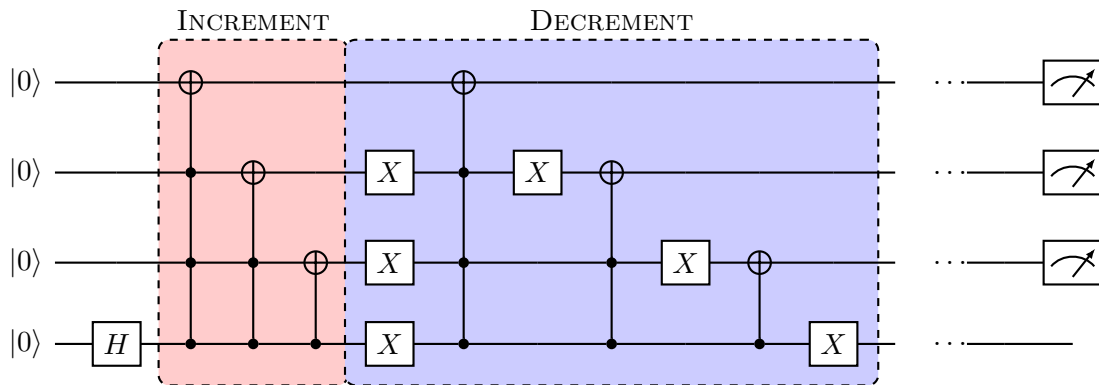 INCREMENT DECREMENT
|0⟩ ···
|0⟩ X X ···
|0⟩ X X ···
|0⟩ H X X ···